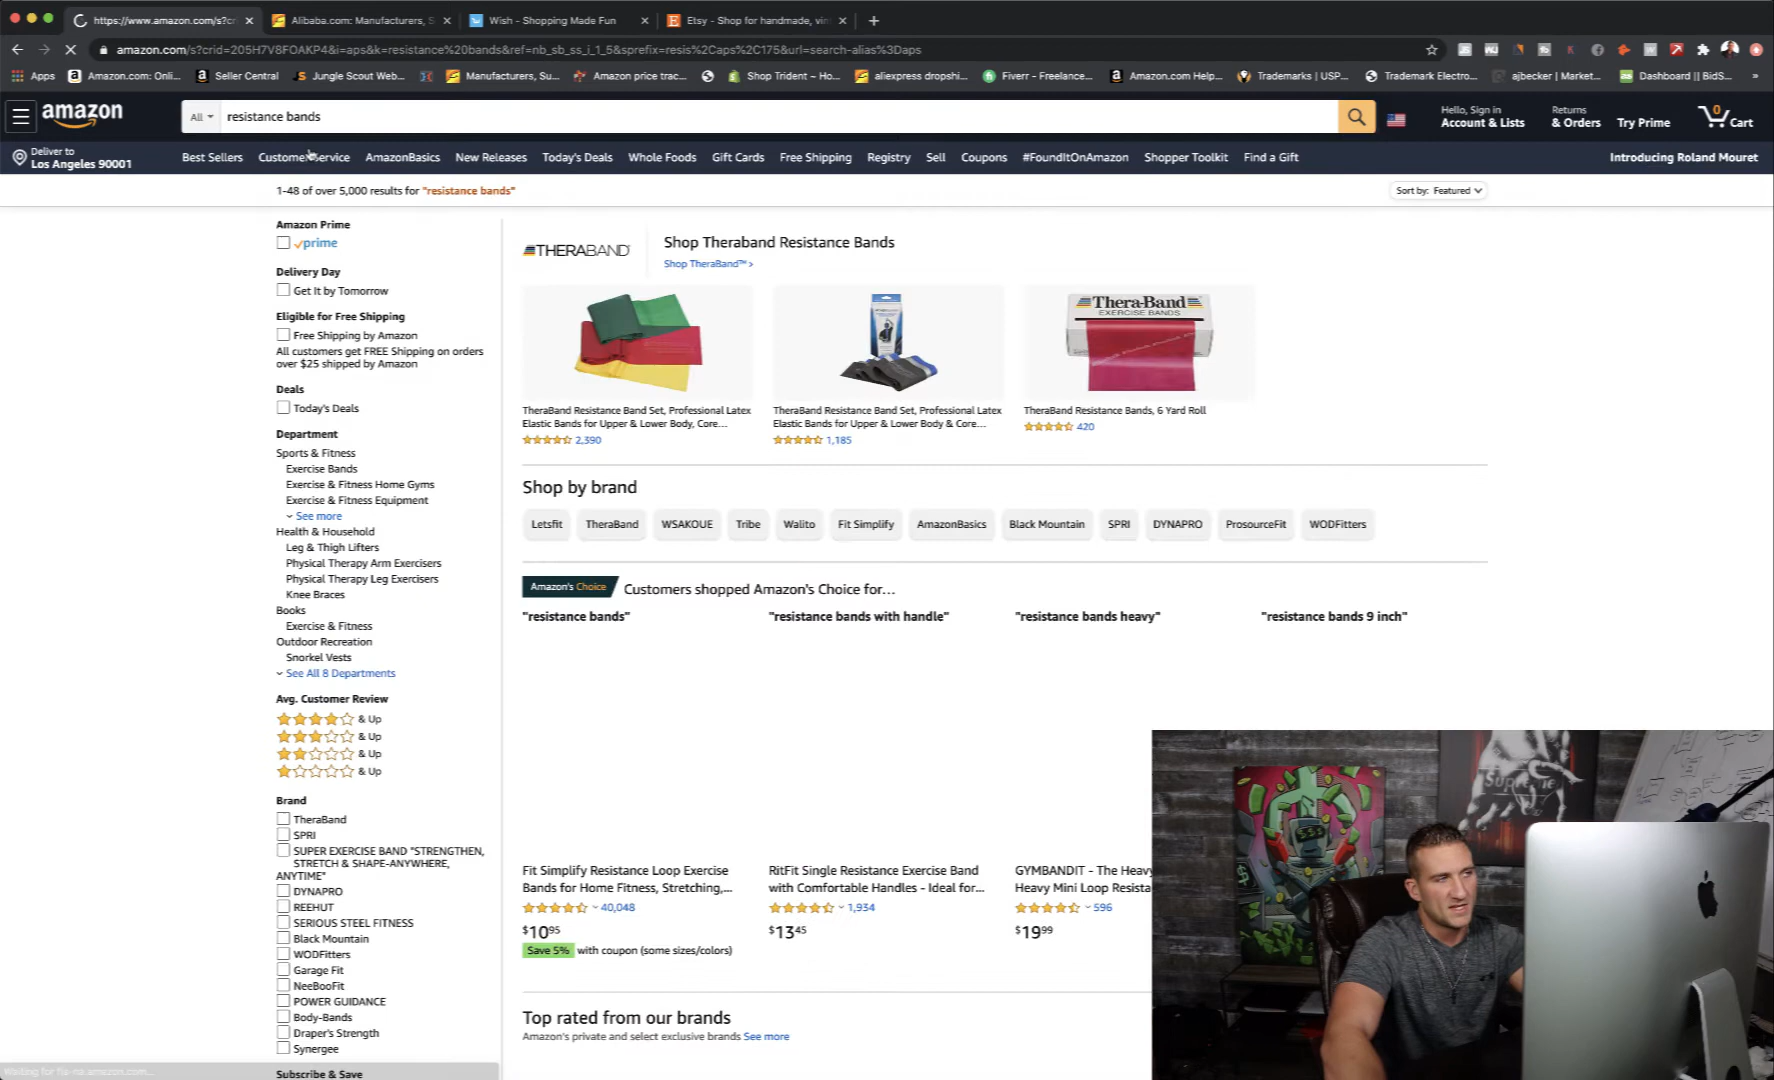 https://www.amazon.com/s?cri
Alibaba.com: Manufacturers, S
Wish - Shopping Made Fun
Etsy - Shop for handmade, vin
amazon.com/s?crid=205H7V8FOAKP4&i=aps&k=resistance%20bands&ref=nb_sb_ss_i_1_5&sprefix=resis%2Caps%2C175&url=search-alias%3Daps
Apps
Amazon.com: Onli...
Seller Central
Jungle Scout Web...
Manufacturers, Su...
Amazon price trac...
Shop Trident – Ho...
aliexpress dropshi...
Fiverr - Freelance...
Amazon.com Help...
Trademarks | USP...
Trademark Electro...
ajbecker | Market...
Dashboard || BidS...
amazon
All
resistance bands
Hello, Sign in
Account & Lists
Returns
& Orders
Try Prime
0
Cart
Deliver to
Los Angeles 90001
Best Sellers
Customer Service
AmazonBasics
New Releases
Today's Deals
Whole Foods
Gift Cards
Free Shipping
Registry
Sell
Coupons
#FoundItOnAmazon
Shopper Toolkit
Find a Gift
Introducing Roland Mouret
1-48 of over 5,000 results for "resistance bands"
Sort by: Featured
Amazon Prime
prime
Delivery Day
Get It by Tomorrow
Eligible for Free Shipping
Free Shipping by Amazon
All customers get FREE Shipping on orders
over $25 shipped by Amazon
Deals
Today's Deals
Department
Sports & Fitness
Exercise Bands
Exercise & Fitness Home Gyms
Exercise & Fitness Equipment
See more
Health & Household
Leg & Thigh Lifters
Physical Therapy Arm Exercisers
Physical Therapy Leg Exercisers
Knee Braces
Books
Exercise & Fitness
Outdoor Recreation
Snorkel Vests
See All 8 Departments
Avg. Customer Review
& Up
& Up
& Up
& Up
Brand
TheraBand
SPRI
SUPER EXERCISE BAND "STRENGTHEN,
STRETCH & SHAPE-ANYWHERE,
ANYTIME"
DYNAPRO
REEHUT
SERIOUS STEEL FITNESS
Black Mountain
WODFitters
Garage Fit
NeeBooFit
POWER GUIDANCE
Body-Bands
Draper's Strength
Synergee
Subscribe & Save
THERABAND
Shop Theraband Resistance Bands
Shop TheraBand™ >
Thera-Band
EXERCISE BANDS
TheraBand Resistance Band Set, Professional Latex
Elastic Bands for Upper & Lower Body, Core...
2,390
TheraBand Resistance Band Set, Professional Latex
Elastic Bands for Upper & Lower Body & Core...
1,185
TheraBand Resistance Bands, 6 Yard Roll
420
Shop by brand
Letsfit
TheraBand
WSAKOUE
Tribe
Walito
Fit Simplify
AmazonBasics
Black Mountain
SPRI
DYNAPRO
ProsourceFit
WODFitters
Amazon's Choice
Customers shopped Amazon's Choice for...
"resistance bands"
"resistance bands with handle"
"resistance bands heavy"
"resistance bands 9 inch"
Fit Simplify Resistance Loop Exercise
Bands for Home Fitness, Stretching,...
40,048
$10 95
Save 5% with coupon (some sizes/colors)
RitFit Single Resistance Exercise Band
with Comfortable Handles - Ideal for...
1,934
$13 45
GYMBANDIT - The Heavy
Heavy Mini Loop Resista
596
$19 99
Top rated from our brands
Amazon's private and select exclusive brands See more
Supreme
Waiting for fls-na.amazon.com...